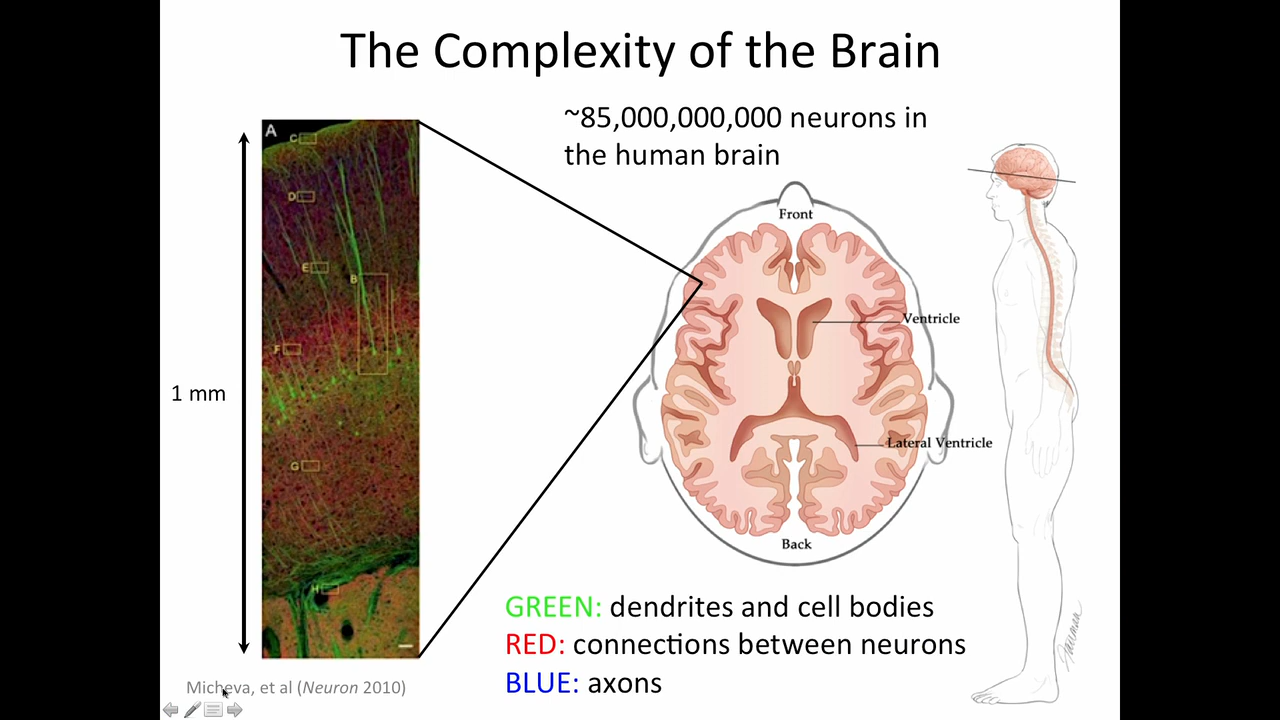 The Complexity of the Brain
~85,000,000,000 neurons in
the human brain
A
C
D
E
B
F
G
H
1 mm
Front
Ventricle
Lateral Ventricle
Back
GREEN: dendrites and cell bodies
RED: connections between neurons
BLUE: axons
Micheva, et al (Neuron 2010)